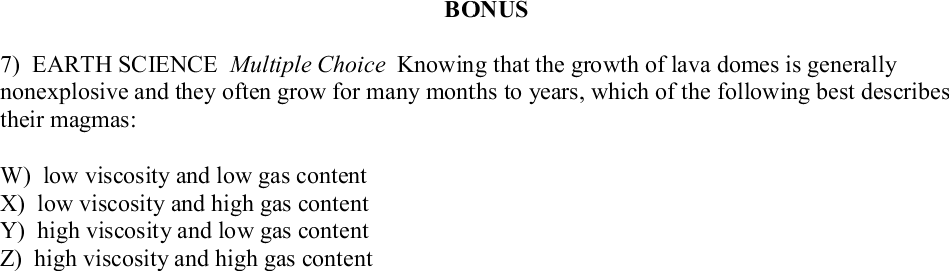 BONUS
7) EARTH SCIENCE Multiple Choice Knowing that the growth of lava domes is generally
nonexplosive and they often grow for many months to years, which of the following best describes
their magmas:
W) low viscosity and low gas content
X) low viscosity and high gas content
Y) high viscosity and low gas content
Z) high viscosity and high gas content